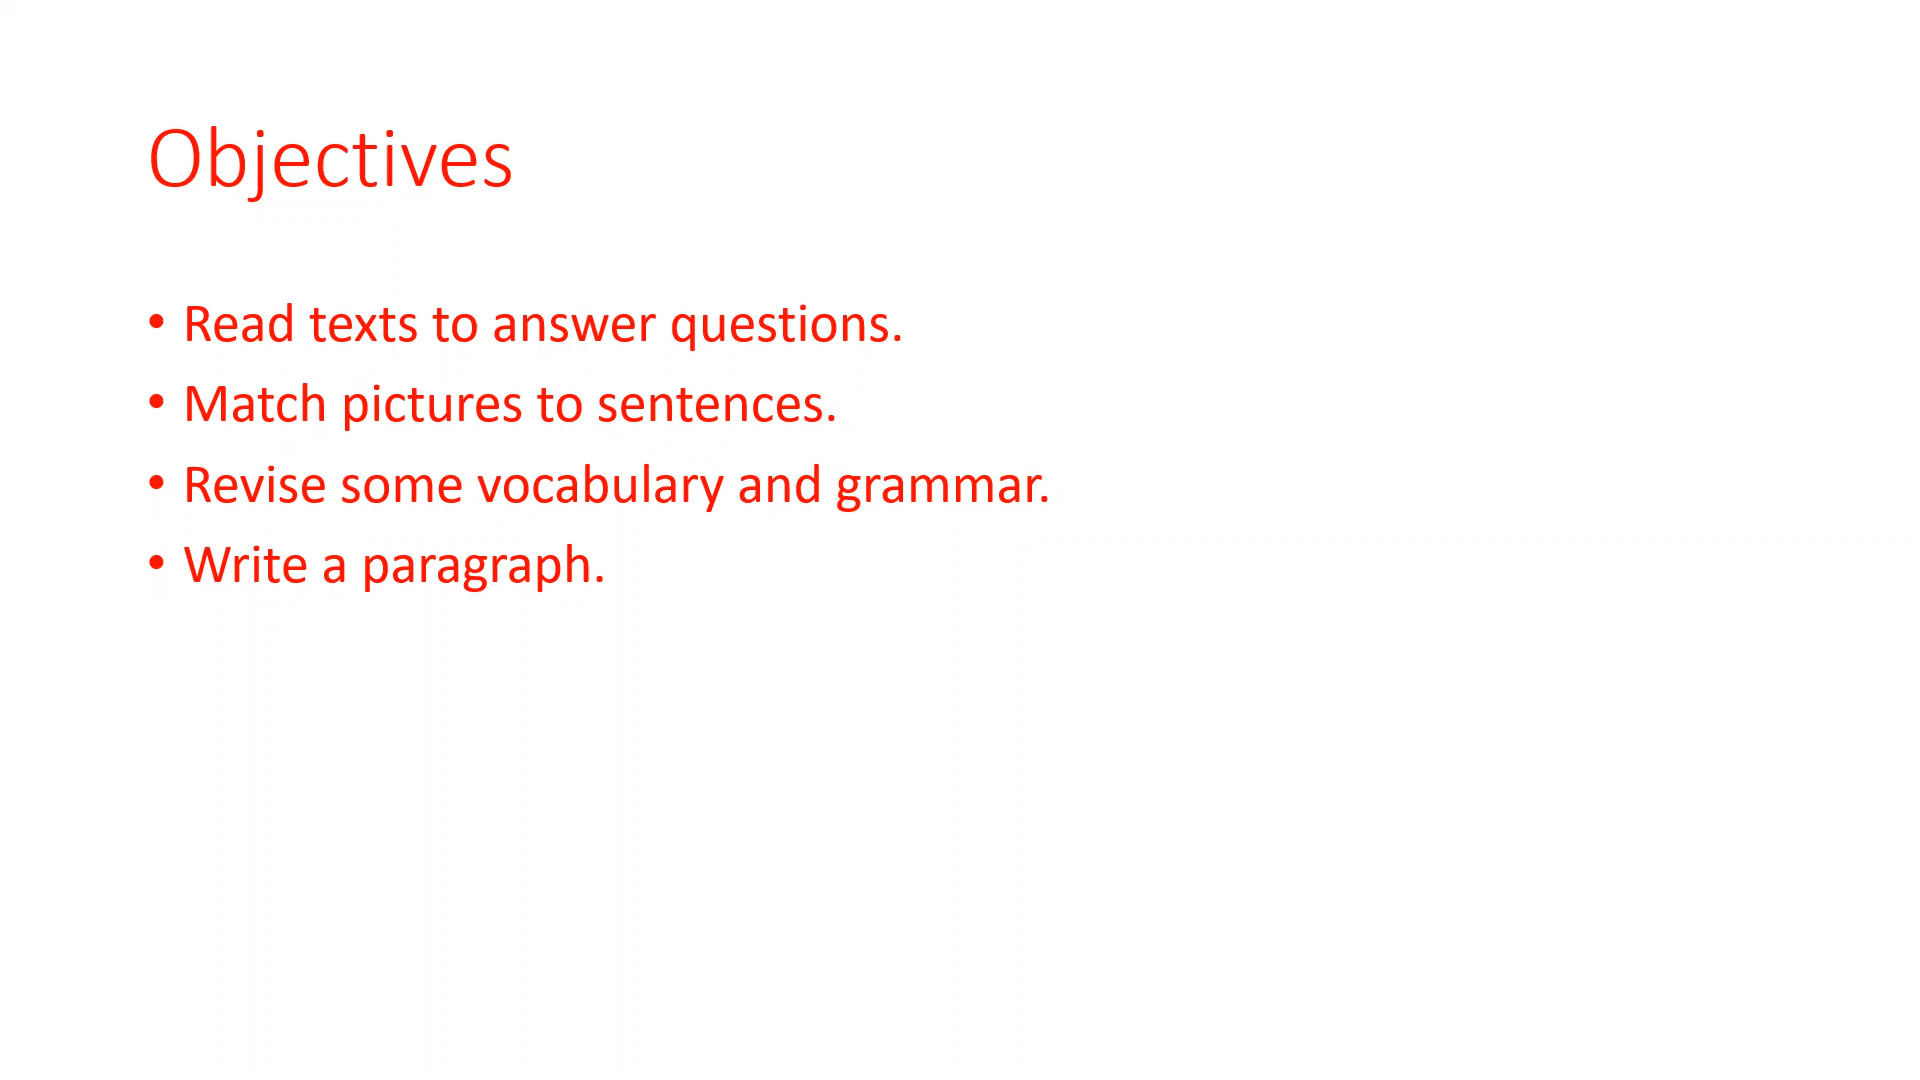 Objectives
• Read texts to answer questions.
• Match pictures to sentences.
• Revise some vocabulary and grammar.
• Write a paragraph.